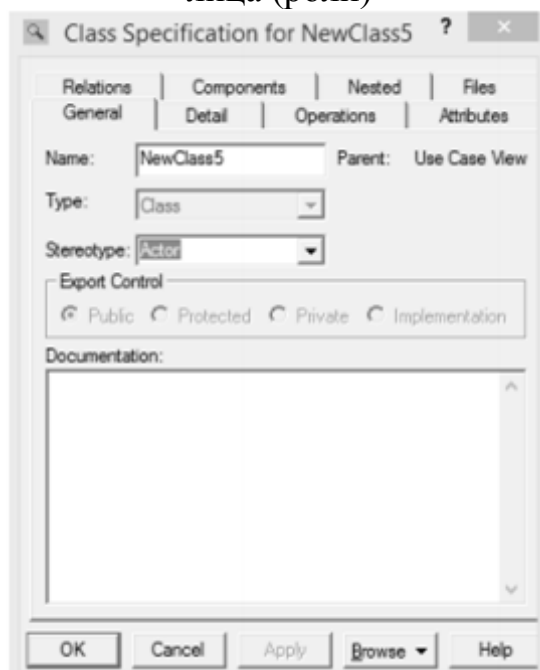 лица (роли)
Class Specification for NewClass5 ? ×
Relations Components Nested Files
General Detail Operations Attributes
Name: NewClass5 Parent: Use Case View
Type: Class
Stereotype: Actor
Export Control
Public Protected Private Implementation
Documentation:
OK Cancel Apply Browse Help